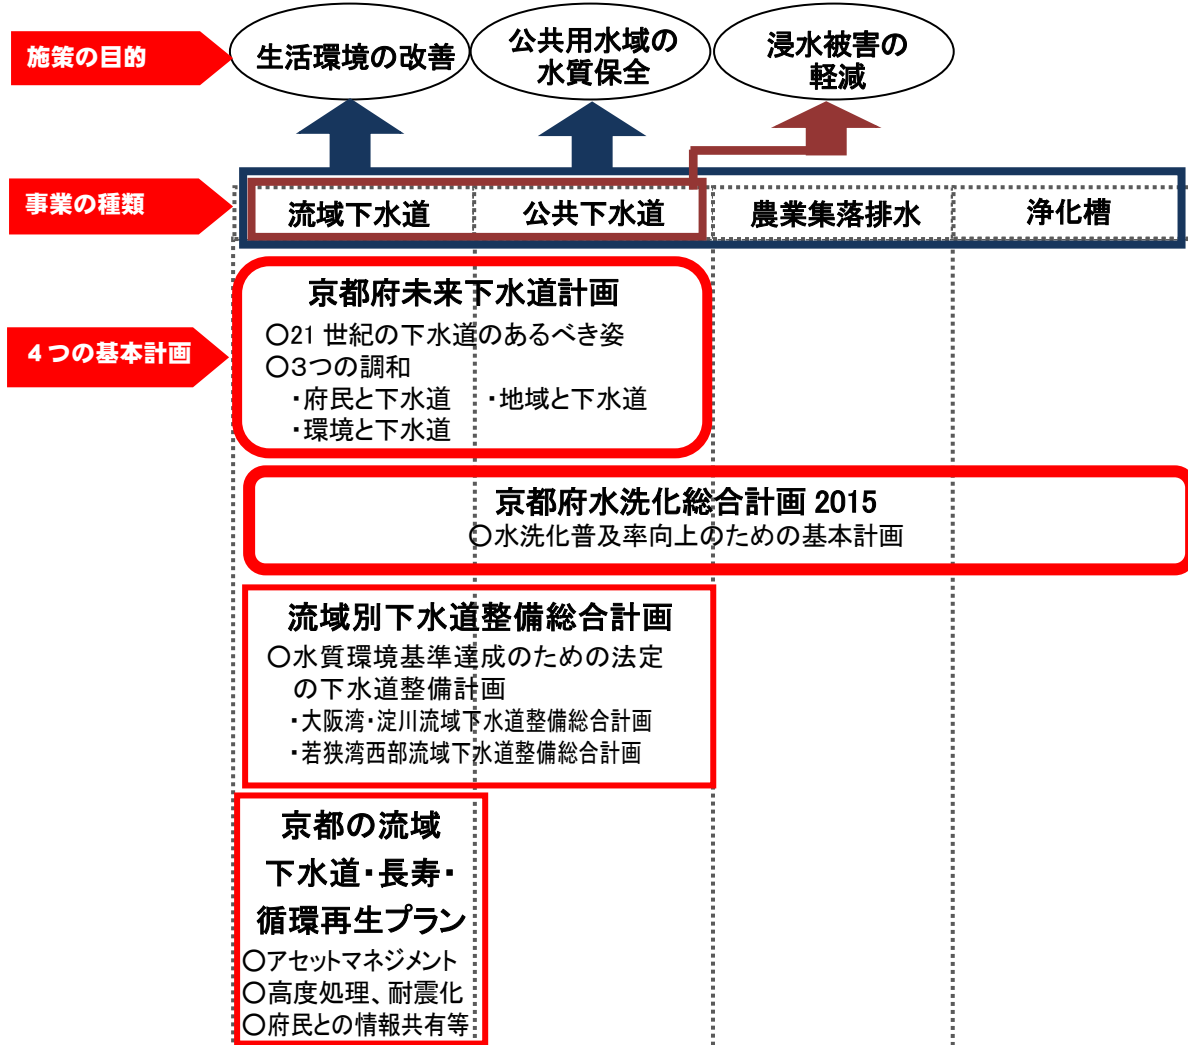 施策の目的
生活環境の改善
公共用水域の
水質保全
浸水被害の
軽減
事業の種類
流域下水道
公共下水道
農業集落排水
浄化槽
4つの基本計画
京都府未来下水道計画
○21 世紀の下水道のあるべき姿
○3つの調和
・府民と下水道 ・地域と下水道
・環境と下水道
京都府水洗化総合計画 2015
○水洗化普及率向上のための基本計画
流域別下水道整備総合計画
○水質環境基準達成のための法定
の下水道整備計画
・大阪湾・淀川流域下水道整備総合計画
・若狭湾西部流域下水道整備総合計画
京都の流域
下水道・長寿・
循環再生プラン
○アセットマネジメント
○高度処理、耐震化
○府民との情報共有等